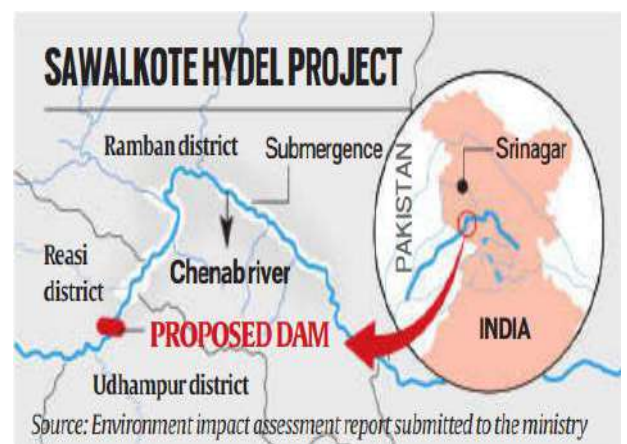 SAWALKOTE HYDEL PROJECT
Ramban district
Submergence
Srinagar
PAKISTAN
Reasi
district
Chenab river
PROPOSED DAM
INDIA
Udhampur district
Source: Environment impact assessment report submitted to the ministry